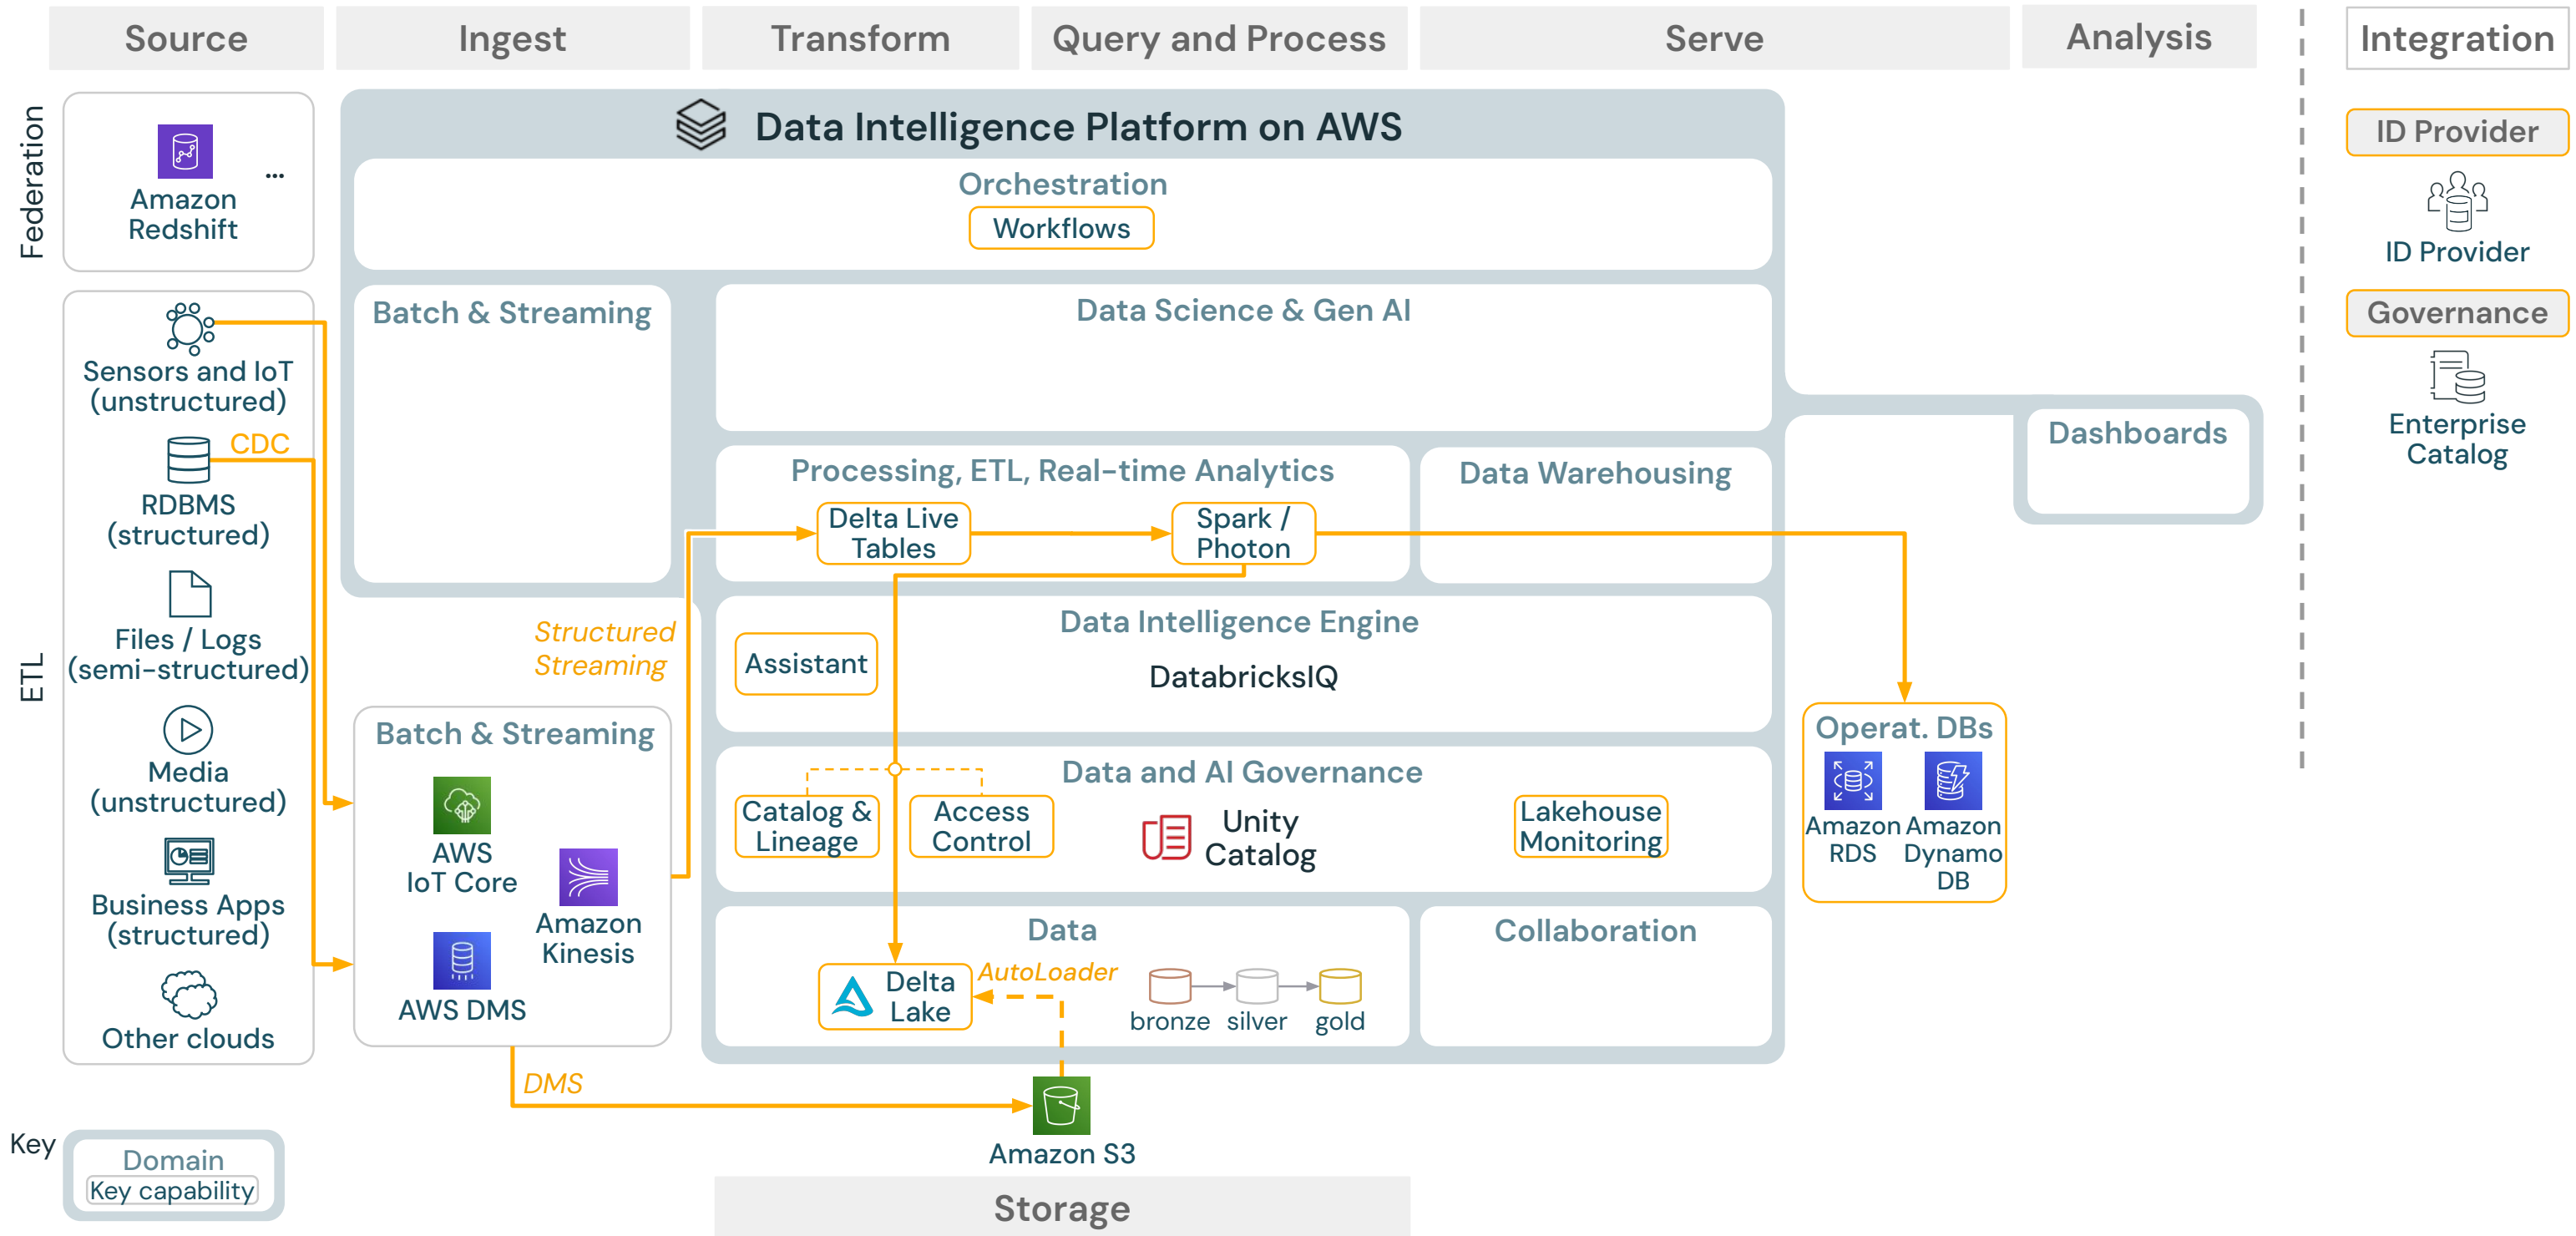 Source
Ingest
Transform
Query and Process
Serve
Analysis
Integration
Federation
Amazon
Redshift
...
ETL
Sensors and IoT
(unstructured)
CDC
RDBMS
(structured)
Files / Logs
(semi-structured)
Media
(unstructured)
Business Apps
(structured)
Other clouds
Data Intelligence Platform on AWS
Orchestration
Workflows
Batch & Streaming
Data Science & Gen AI
Processing, ETL, Real-time Analytics
Delta Live
Tables
Spark /
Photon
Data Warehousing
Dashboards
Structured
Streaming
Data Intelligence Engine
Assistant
DatabricksIQ
Batch & Streaming
AWS
IoT Core
Amazon
Kinesis
AWS DMS
Data and AI Governance
Catalog &
Lineage
Access
Control
Unity
Catalog
Lakehouse
Monitoring
Operat. DBs
Amazon
RDS
Amazon
Dynamo
DB
Data
Delta
Lake
AutoLoader
bronze
silver
gold
Collaboration
DMS
Amazon S3
Storage
ID Provider
ID Provider
Governance
Enterprise
Catalog
Key
Domain
Key capability